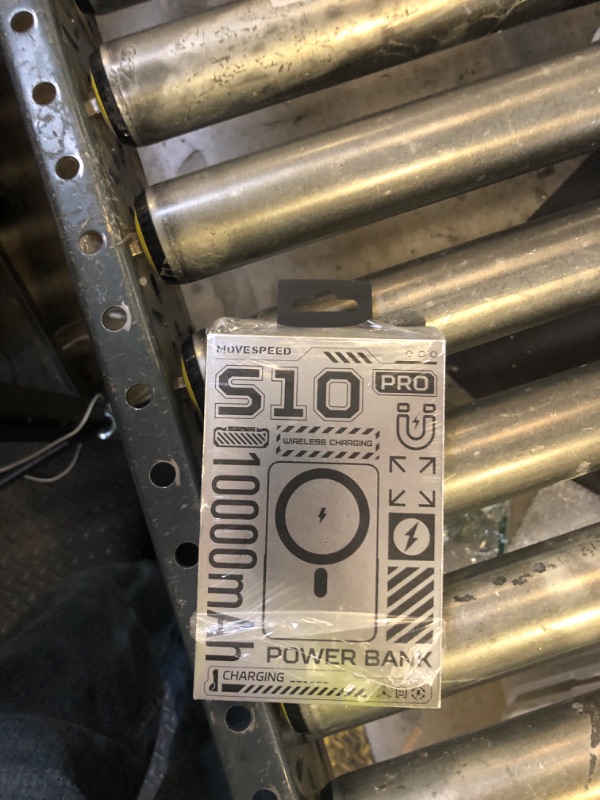 MOVESPEED
S10 PRO
WIRELESS CHARGING
10000mAh
POWER BANK
CHARGING